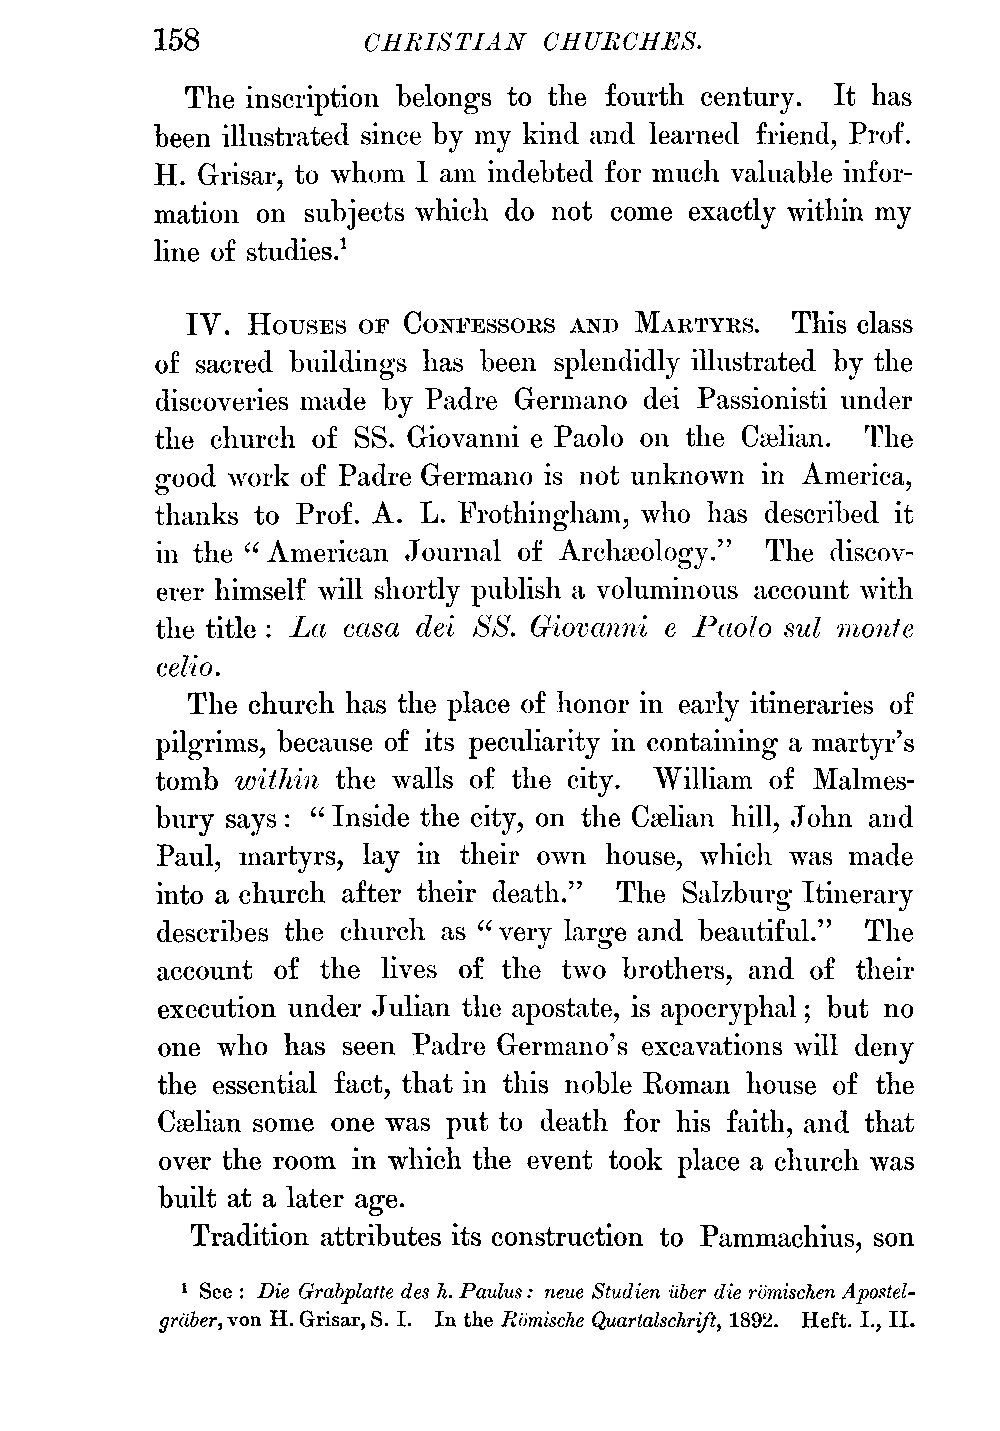 158 CHRISTIAN CHURCHES.
The inscription belongs to the fourth century. It has
been illustrated since by my kind and learned friend, Prof.
H. Grisar, to whom I am indebted for much valuable infor-
mation on subjects which do not come exactly within my
line of studies.¹
IV. HOUSES OF CONFESSORS AND MARTYRS. This class
of sacred buildings has been splendidly illustrated by the
discoveries made by Padre Germano dei Passionisti under
the church of SS. Giovanni e Paolo on the Cælian. The
good work of Padre Germano is not unknown in America,
thanks to Prof. A. L. Frothingham, who has described it
in the “American Journal of Archæology.” The discov-
erer himself will shortly publish a voluminous account with
the title : La casa dei SS. Giovanni e Paolo sul monte
celio.
The church has the place of honor in early itineraries of
pilgrims, because of its peculiarity in containing a martyr’s
tomb within the walls of the city. William of Malmes-
bury says : “Inside the city, on the Cælian hill, John and
Paul, martyrs, lay in their own house, which was made
into a church after their death.” The Salzburg Itinerary
describes the church as “very large and beautiful.” The
account of the lives of the two brothers, and of their
execution under Julian the apostate, is apocryphal ; but no
one who has seen Padre Germano’s excavations will deny
the essential fact, that in this noble Roman house of the
Cælian some one was put to death for his faith, and that
over the room in which the event took place a church was
built at a later age.
Tradition attributes its construction to Pammachius, son
¹ See : Die Grabplatte des h. Paulus : neue Studien über die römischen Apostel-
gräber, von H. Grisar, S. I. In the Römische Quartalschrift, 1892. Heft. I., II.